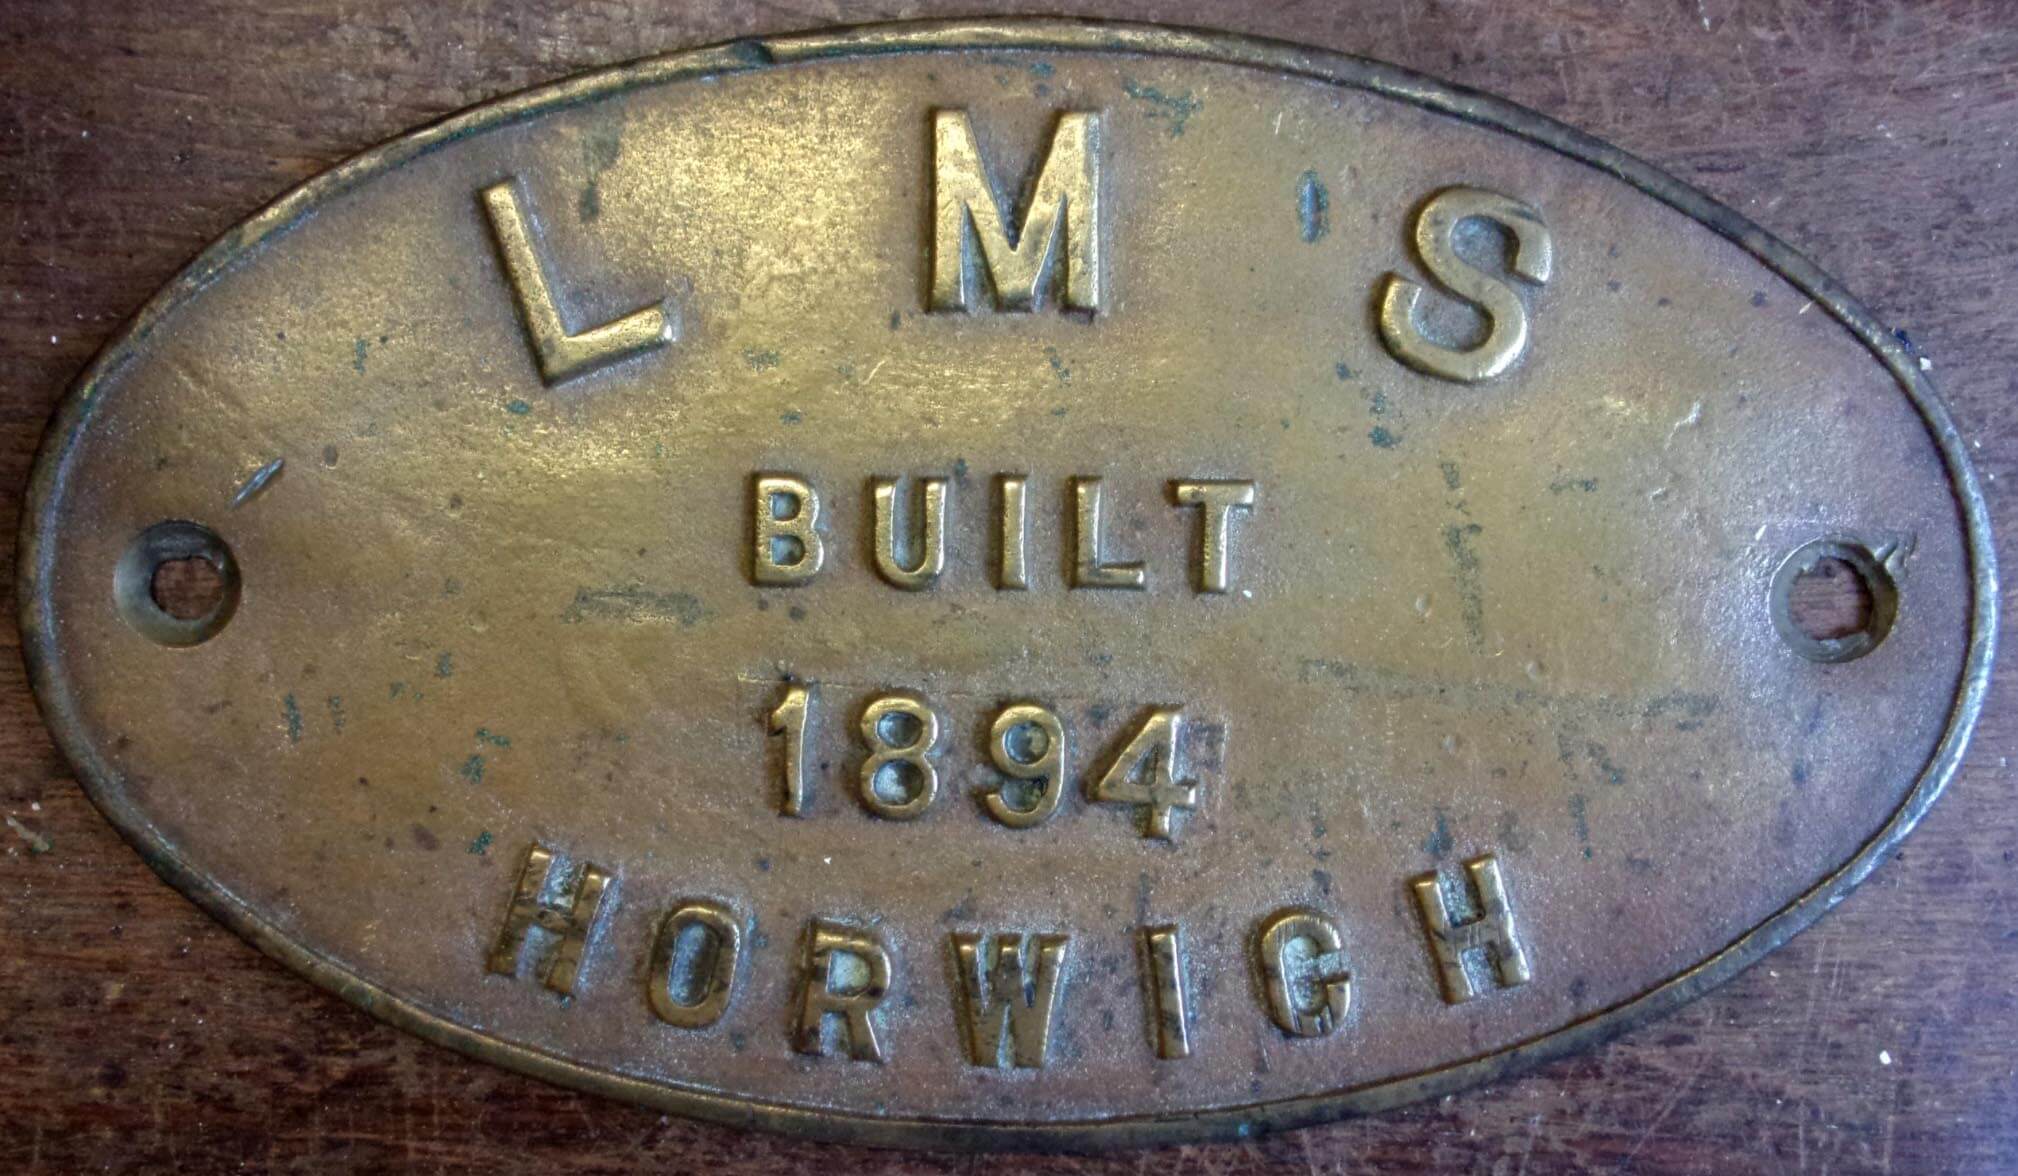 L M S
BUILT
1894
HORWICH